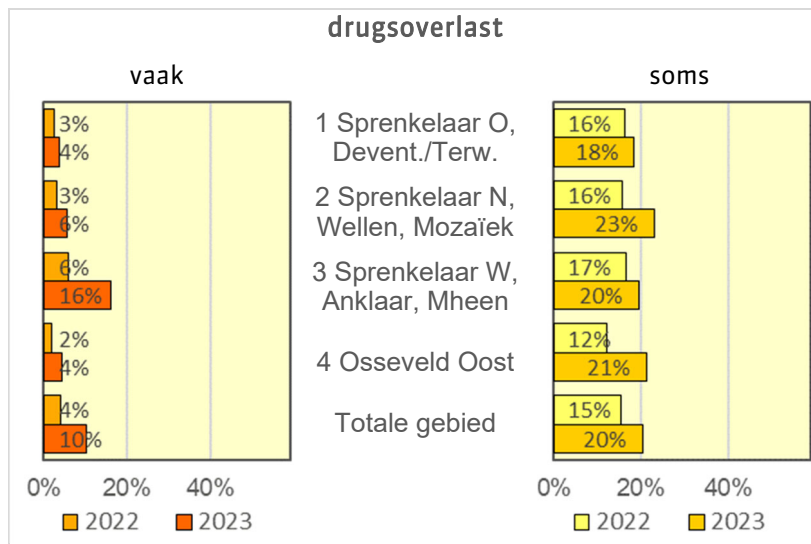 drugsoverlast
vaak
soms
3%
4%
1 Sprenkelaar O,
Devent./Terw.
16%
18%
3%
6%
2 Sprenkelaar N,
Wellen, Mozaïek
16%
23%
6%
16%
3 Sprenkelaar W,
Anklaar, Mheen
17%
20%
2%
4%
4 Osseveld Oost
12%
21%
4%
10%
Totale gebied
15%
20%
0% 20% 40%
0% 20% 40%
2022 2023
2022 2023